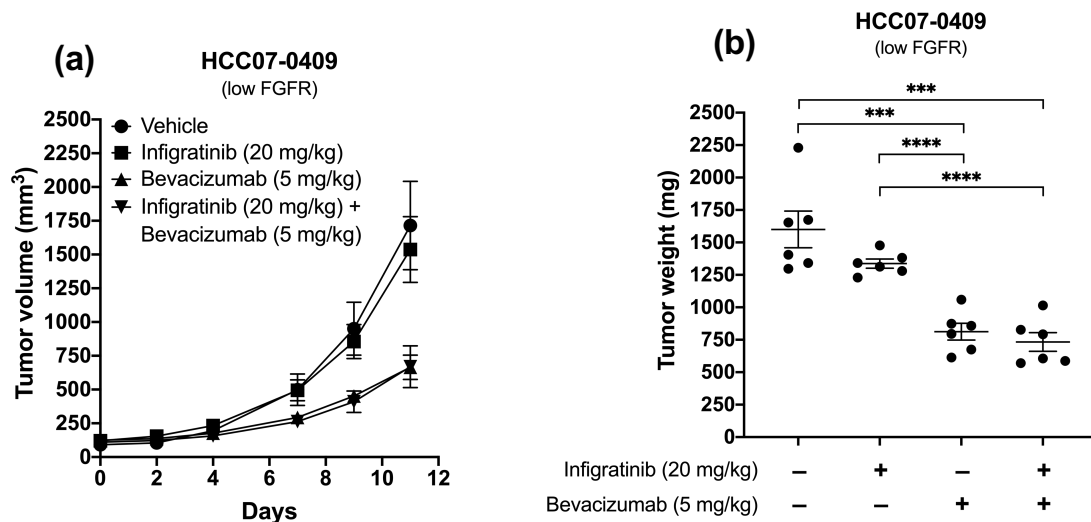 (a)
HCC07-0409
(low FGFR)
Tumor volume (mm³)
2500
2250
2000
1750
1500
1250
1000
750
500
250
0
Vehicle
Infigratinib (20 mg/kg)
Bevacizumab (5 mg/kg)
Infigratinib (20 mg/kg) +
Bevacizumab (5 mg/kg)
0 2 4 6 8 10 12
Days
(b)
HCC07-0409
(low FGFR)
Tumor weight (mg)
2500
2250
2000
1750
1500
1250
1000
750
500
250
0
***
***
****
****
Infigratinib (20 mg/kg) – + – +
Bevacizumab (5 mg/kg) – – + +